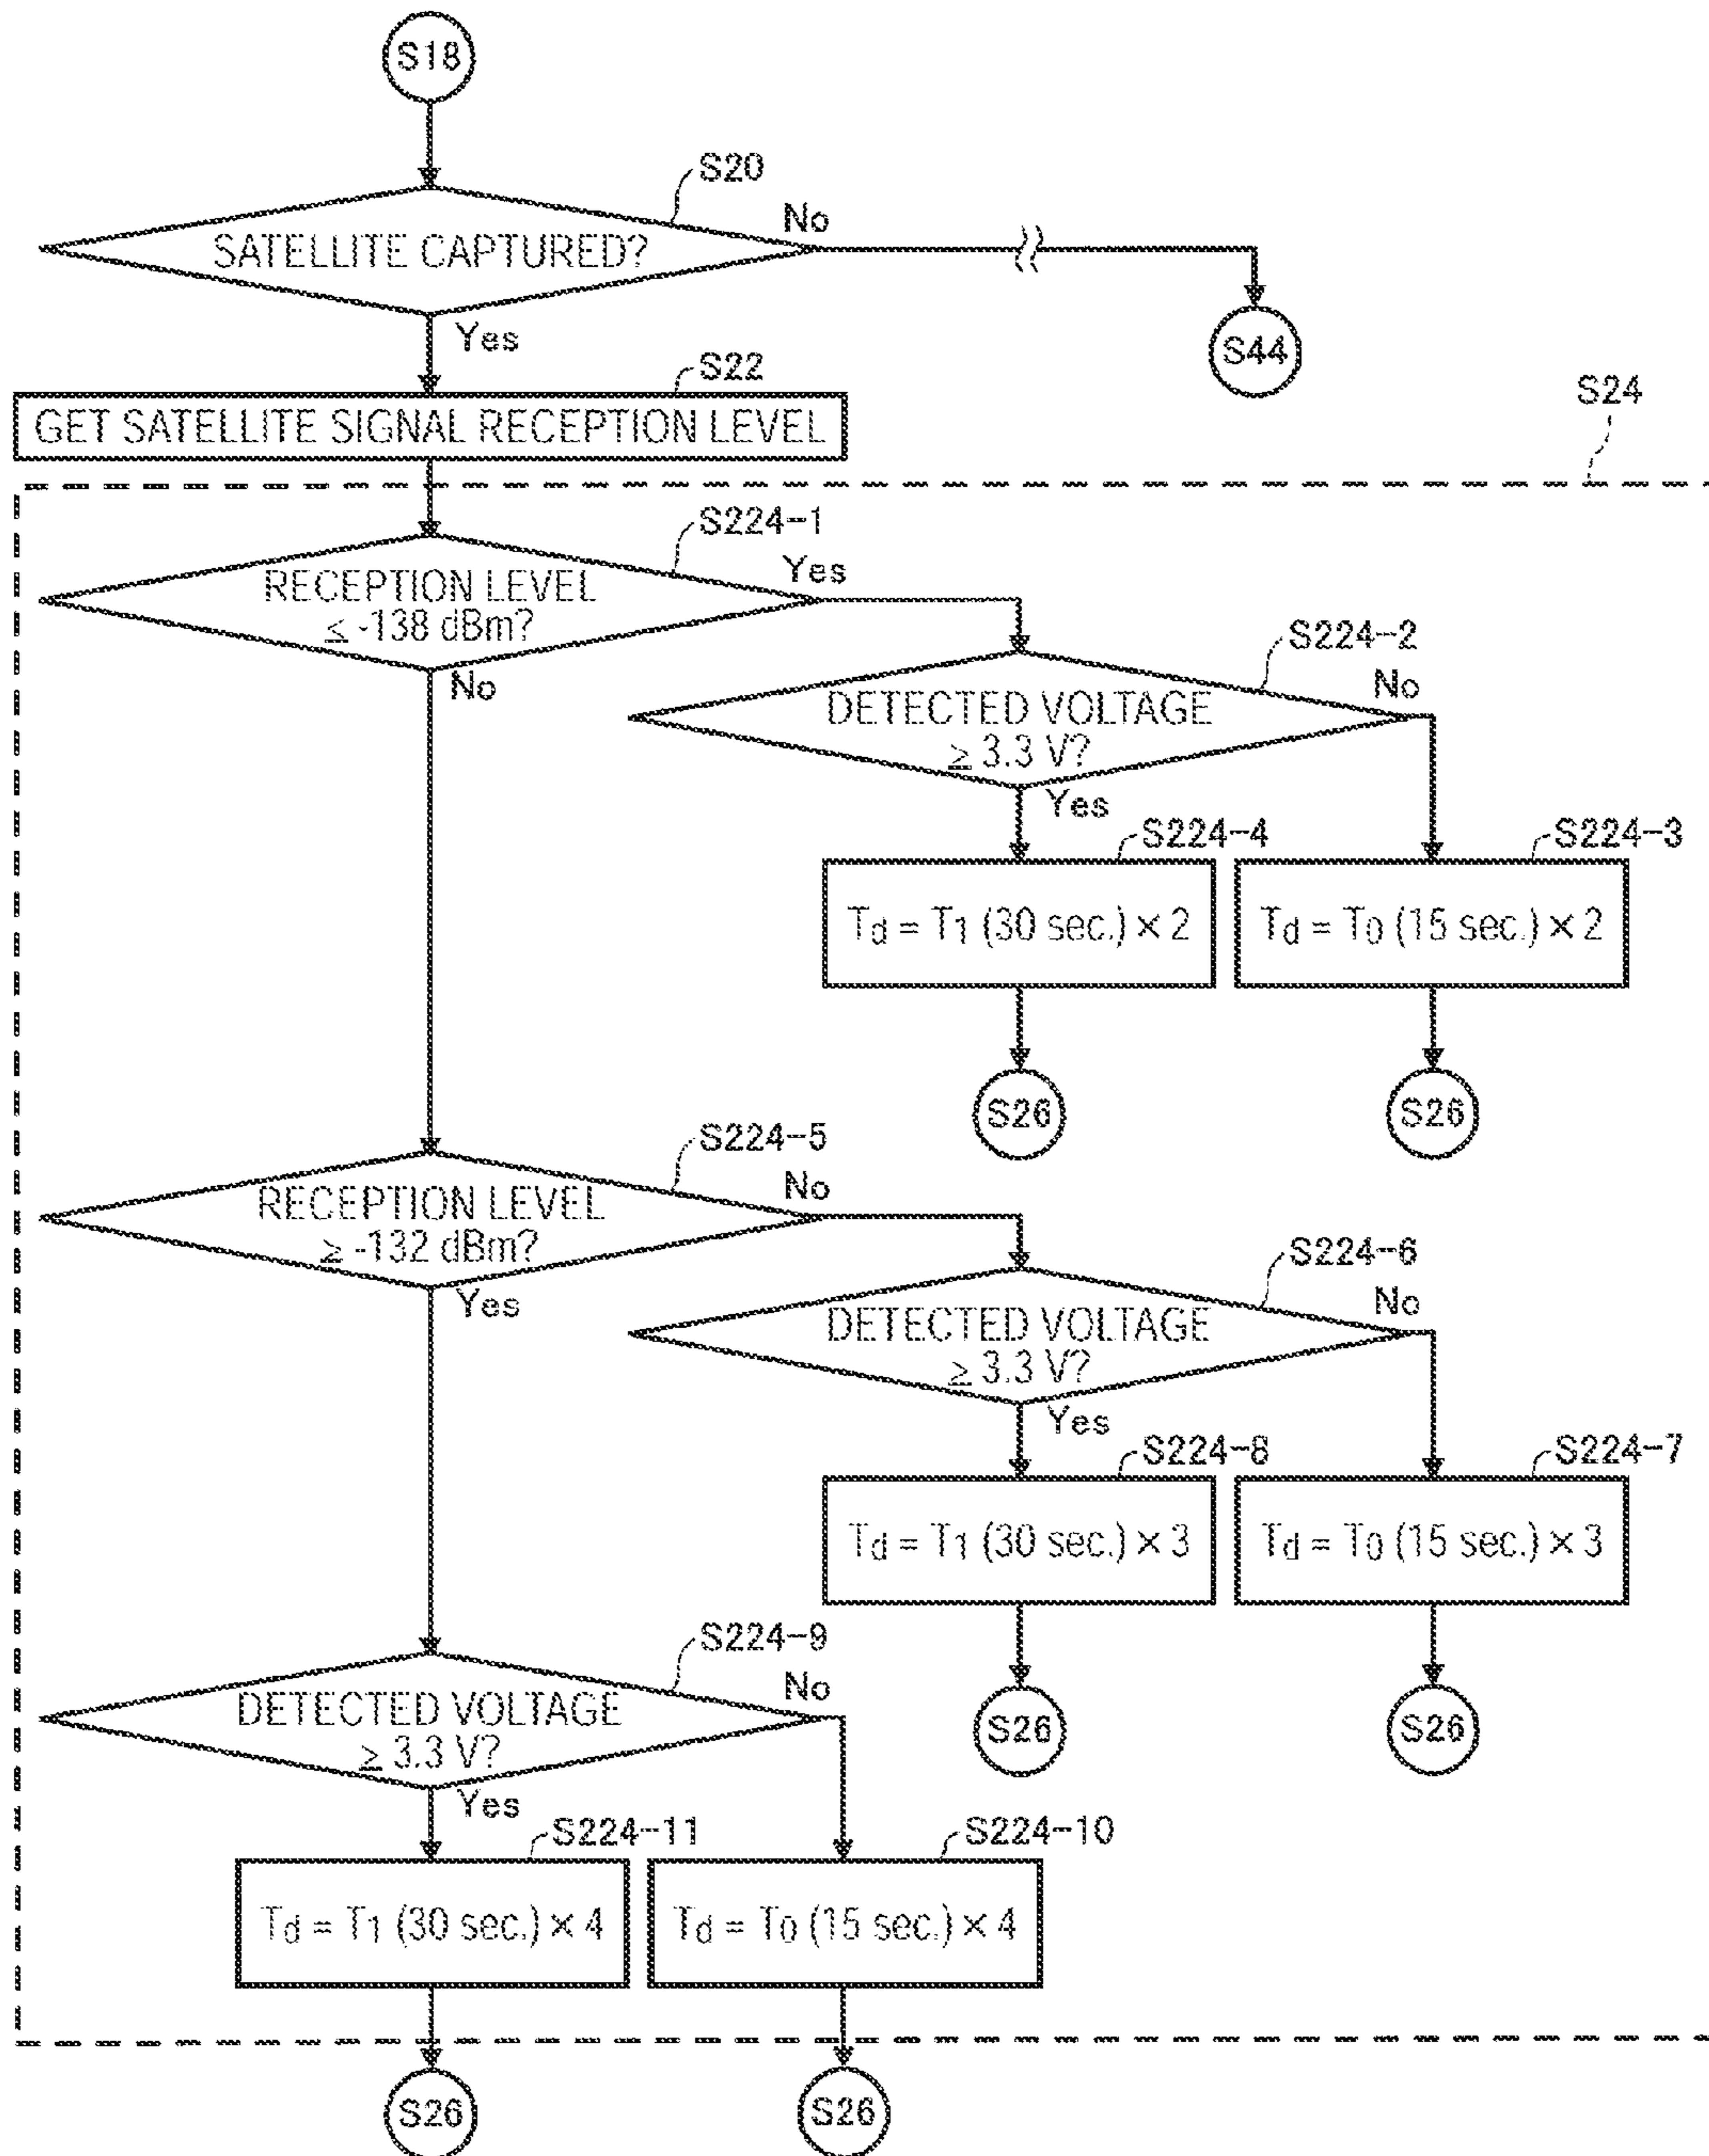 S18
S20
SATELLITE CAPTURED?
No
Yes
S44
S22
GET SATELLITE SIGNAL RECEPTION LEVEL
S24
S224-1
RECEPTION LEVEL
≤ -138 dBm?
Yes
No
S224-2
DETECTED VOLTAGE
≥ 3.3 V?
No
Yes
S224-4
S224-3
Td = T1 (30 sec.) × 2
Td = T0 (15 sec.) × 2
S26
S26
S224-5
RECEPTION LEVEL
≥ -132 dBm?
No
Yes
S224-6
DETECTED VOLTAGE
≥ 3.3 V?
No
Yes
S224-8
S224-7
Td = T1 (30 sec.) × 3
Td = T0 (15 sec.) × 3
S26
S26
S224-9
DETECTED VOLTAGE
≥ 3.3 V?
No
Yes
S224-11
S224-10
Td = T1 (30 sec.) × 4
Td = T0 (15 sec.) × 4
S26
S26